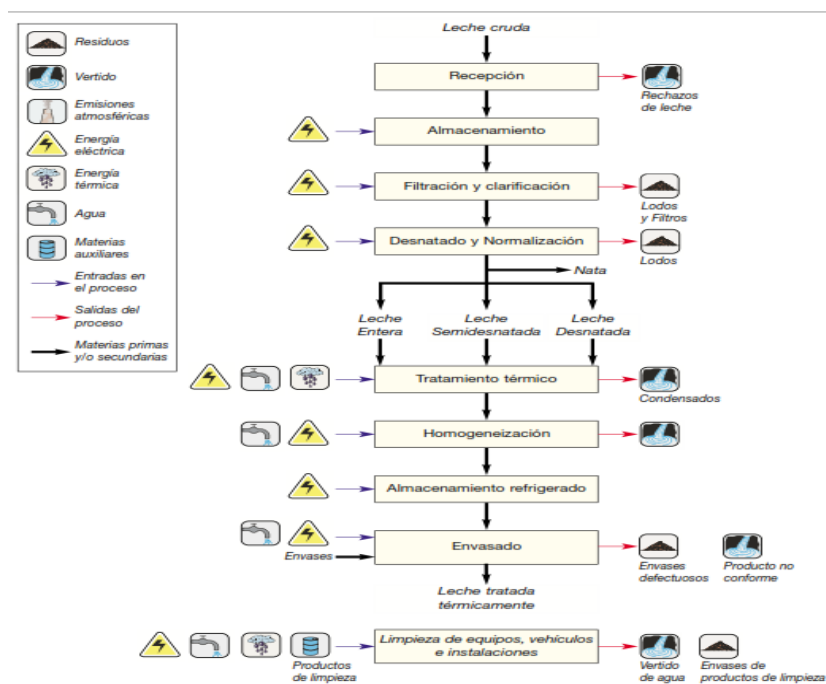 Residuos
Vertido
Emisiones
atmosféricas
Energía
eléctrica
Energía
térmica
Agua
Materias
auxiliares
Entradas en
el proceso
Salidas del
proceso
Materias primas
y/o secundarias
Leche cruda
Recepción
Rechazos
de leche
Almacenamiento
Filtración y clarificación
Lodos
y Filtros
Desnatado y Normalización
Lodos
Nata
Leche
Entera
Leche
Semidesnatada
Leche
Desnatada
Tratamiento térmico
Condensados
Homogeneización
Almacenamiento refrigerado
Envases
Envasado
Envases
defectuosos
Producto no
conforme
Leche tratada
térmicamente
Productos
de limpieza
Limpieza de equipos, vehículos
e instalaciones
Vertido
de agua
Envases de
productos de limpieza